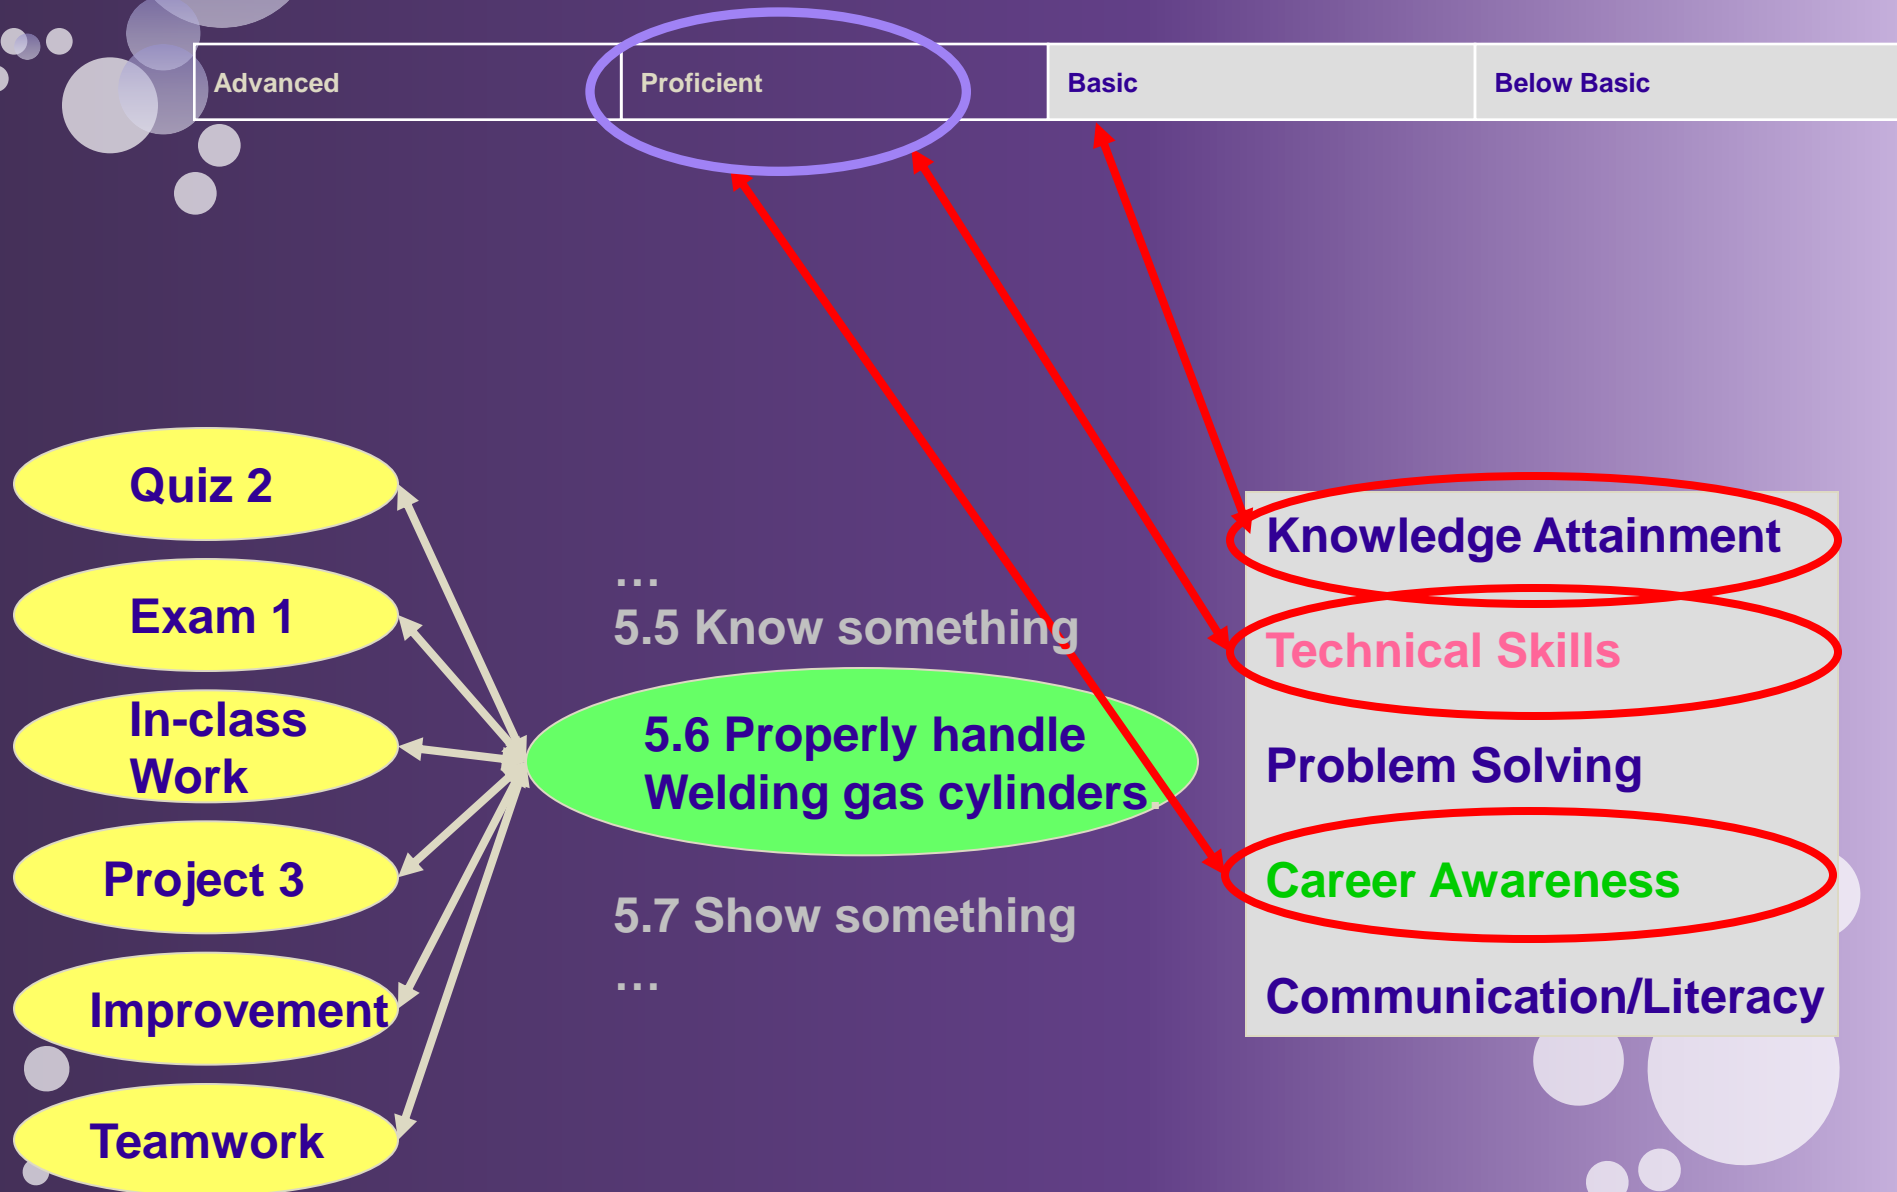 Advanced
Proficient
Basic
Below Basic
Quiz 2
Exam 1
In-class
Work
Project 3
Improvement
Teamwork
…
5.5 Know something
5.6 Properly handle
Welding gas cylinders.
5.7 Show something
…
Knowledge Attainment
Technical Skills
Problem Solving
Career Awareness
Communication/Literacy